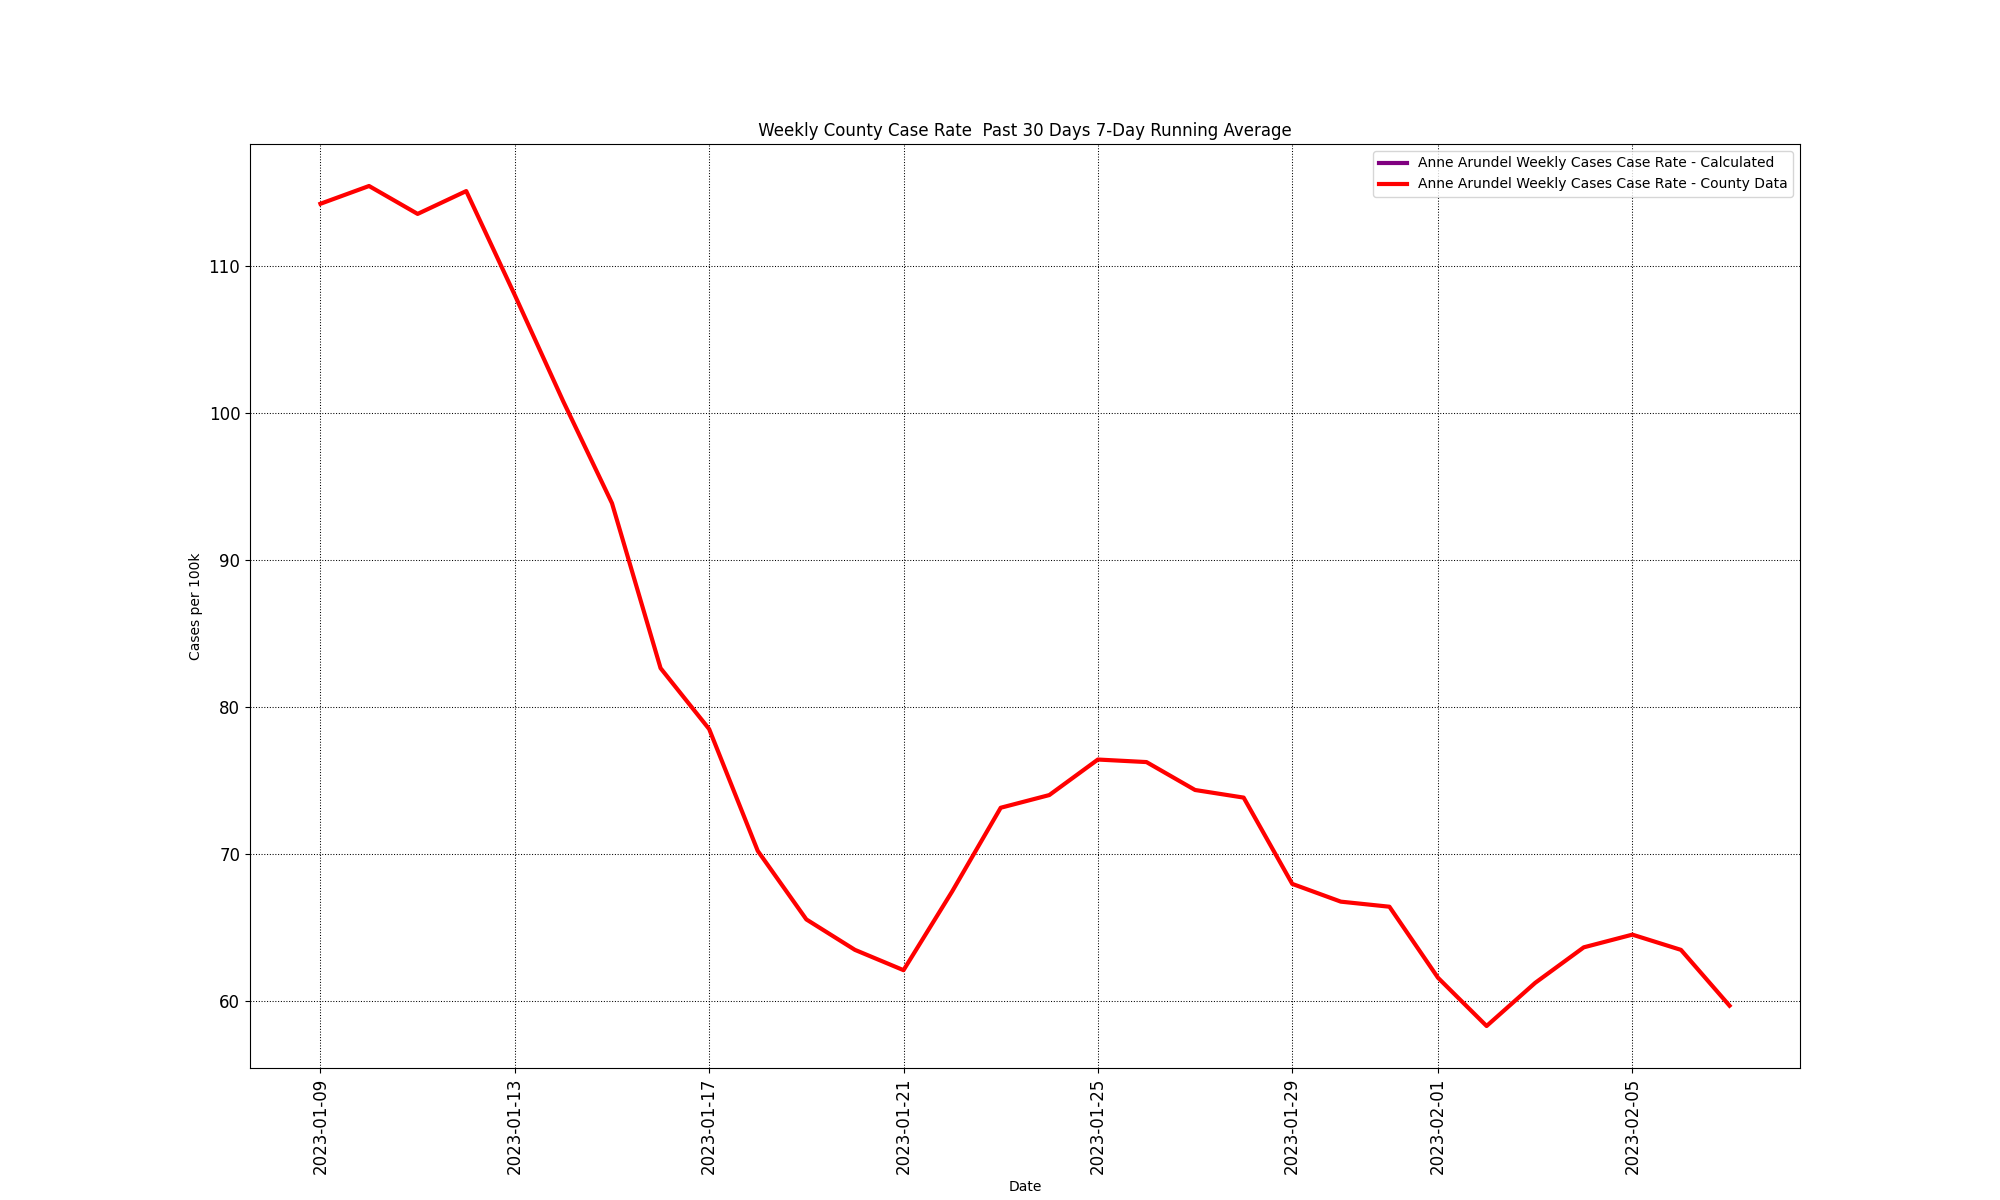 Weekly County Case Rate  Past 30 Days 7-Day Running Average
Anne Arundel Weekly Cases Case Rate - Calculated
Anne Arundel Weekly Cases Case Rate - County Data
110
100
90
80
70
60
Cases per 100k
2023-01-09
2023-01-13
2023-01-17
2023-01-21
2023-01-25
2023-01-29
2023-02-01
2023-02-05
Date